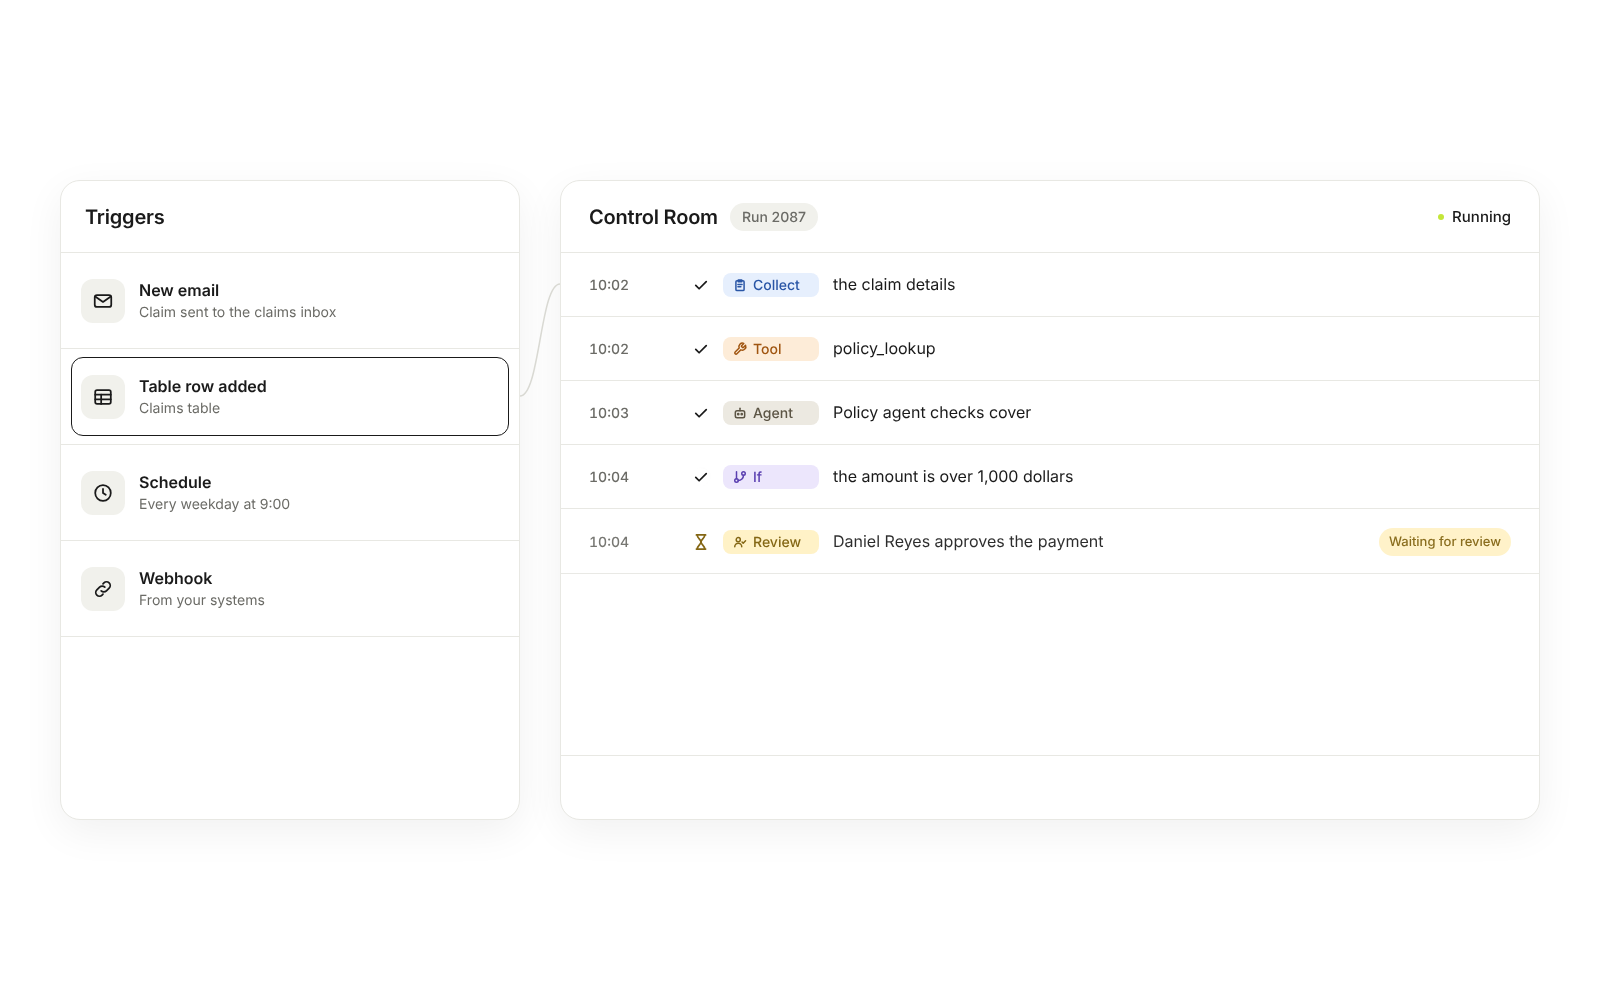 Triggers
New email
Claim sent to the claims inbox
Table row added
Claims table
Schedule
Every weekday at 9:00
Webhook
From your systems
Control Room Run 2087 Running
10:02 Collect the claim details
10:02 Tool policy_lookup
10:03 Agent Policy agent checks cover
10:04 If the amount is over 1,000 dollars
10:04 Review Daniel Reyes approves the payment Waiting for review